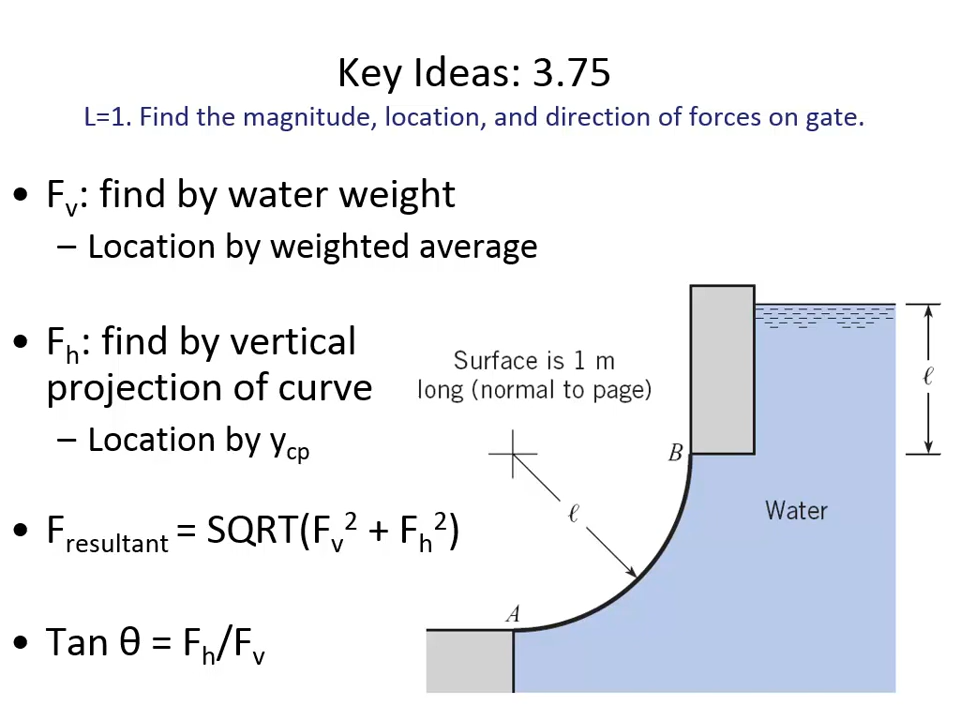 Key Ideas: 3.75
L=1. Find the magnitude, location, and direction of forces on gate.
• Fv: find by water weight
– Location by weighted average
• Fh: find by vertical
projection of curve
– Location by ycp
• Fresultant = SQRT(Fv² + Fh²)
• Tan θ = Fh/Fv
Surface is 1 m
long (normal to page)
B
ℓ
ℓ
Water
A